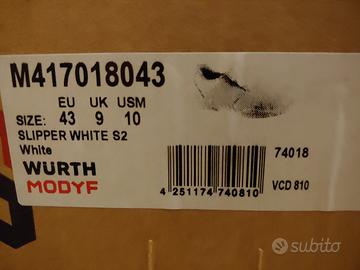 M417018043
EU UK USM
SIZE: 43 9 10
SLIPPER WHITE S2
White
74018
WÜRTH
MODYF
4 251174 740810
VCD 810
subito